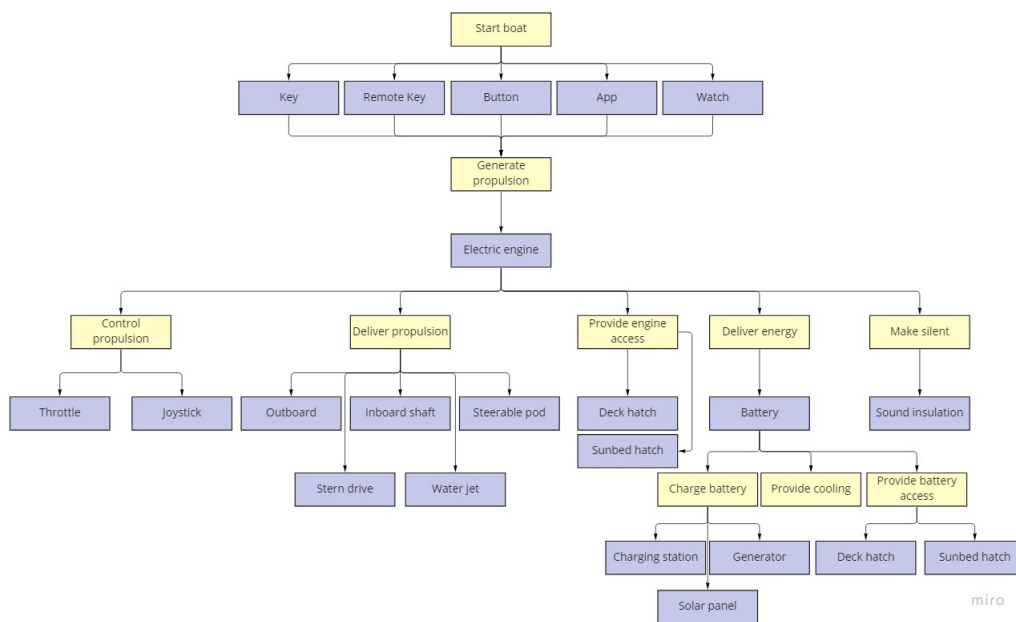 Start boat
Key
Remote Key
Button
App
Watch
Generate
propulsion
Electric engine
Control
propulsion
Deliver propulsion
Provide engine
access
Deliver energy
Make silent
Throttle
Joystick
Outboard
Inboard shaft
Steerable pod
Deck hatch
Battery
Sound insulation
Sunbed hatch
Stern drive
Water jet
Charge battery
Provide cooling
Provide battery
access
Charging station
Generator
Deck hatch
Sunbed hatch
Solar panel
miro